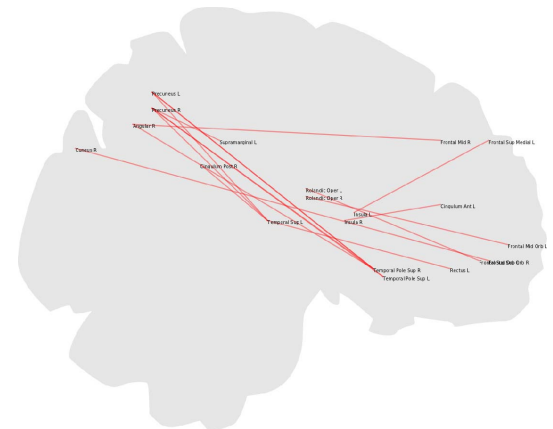 Precuneus L
Precuneus R
Angular R
Cuneus R
Supramarginal L
Frontal Mid R
Frontal Sup Medial L
Cingulum Post R
Rolandic Oper L
Rolandic Oper R
Cingulum Ant L
Insula L
Insula R
Temporal Sup L
Frontal Mid Orb L
Orb R
Temporal Pole Sup R
Rectus L
Temporal Pole Sup L